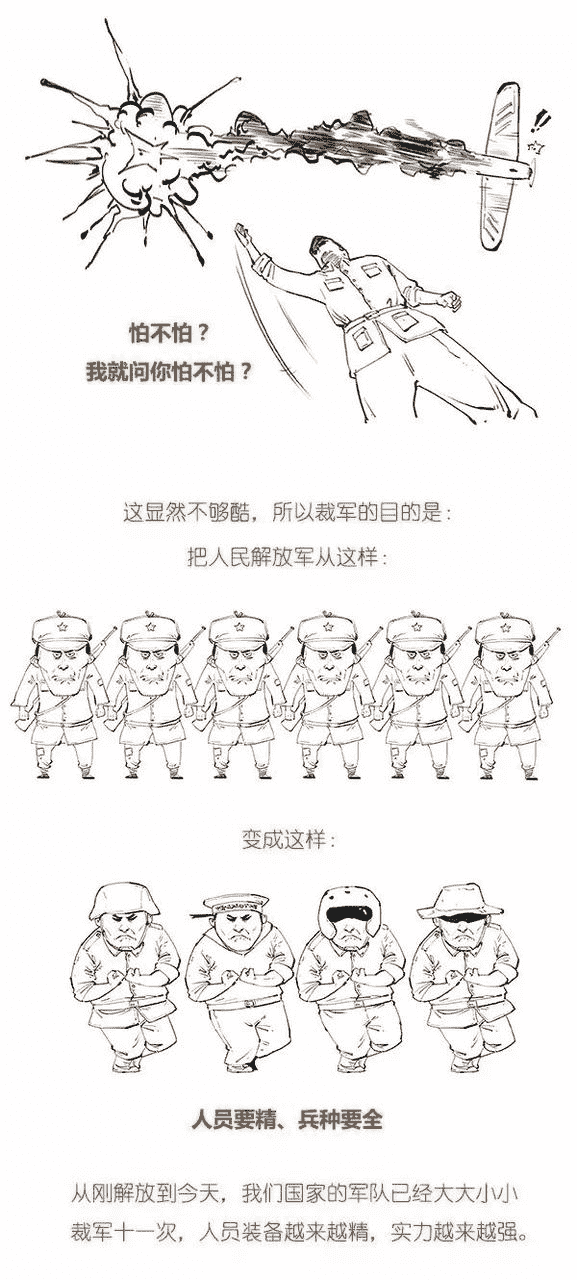 怕不怕？
我就问你怕不怕？
这显然不够酷，所以裁军的目的是：
把人民解放军从这样：
变成这样：
人员要精、兵种要全
从刚解放到今天，我们国家的军队已经大大小小
裁军十一次，人员装备越来越精，实力越来越强。